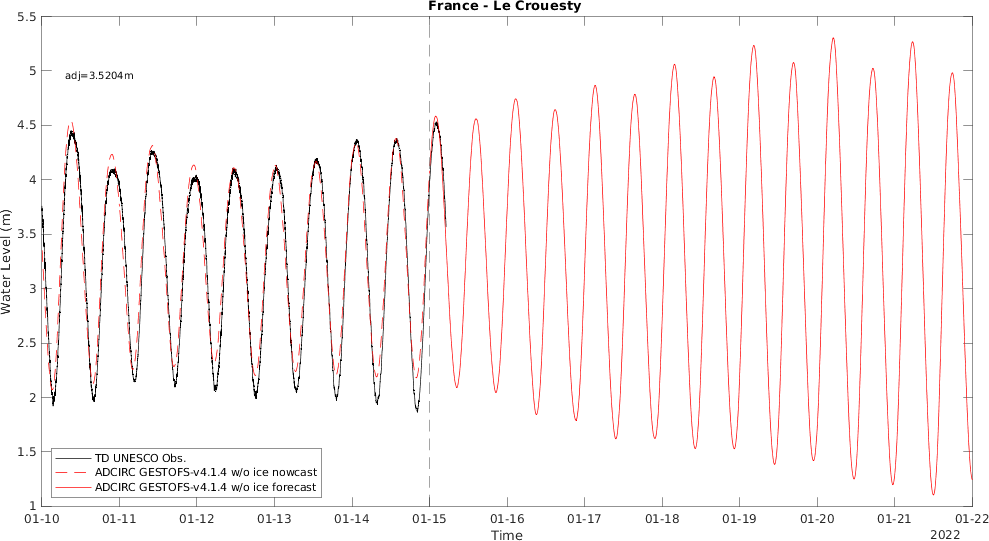 France - Le Crouesty
adj=3.5204m
5.5
5
4.5
4
3.5
3
2.5
2
1.5
1
Water Level (m)
TD UNESCO Obs.
ADCIRC GESTOFS-v4.1.4 w/o ice nowcast
ADCIRC GESTOFS-v4.1.4 w/o ice forecast
01-10 01-11 01-12 01-13 01-14 01-15 01-16 01-17 01-18 01-19 01-20 01-21 01-22
Time
2022